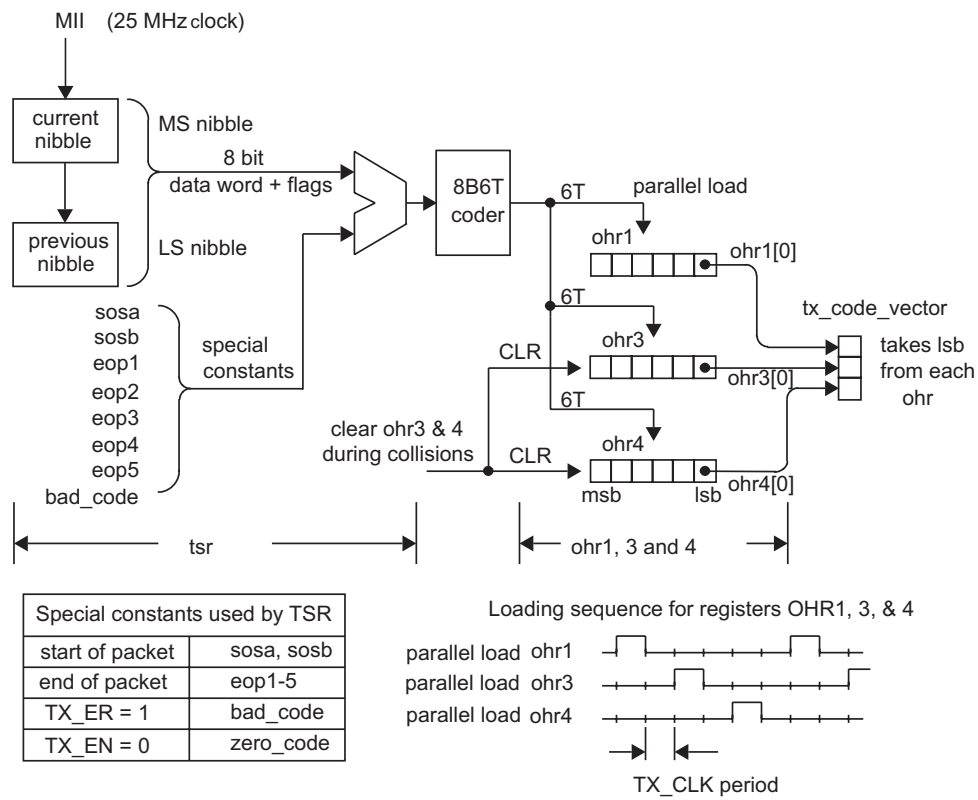 MII (25 MHz clock)
current
nibble
previous
nibble
MS nibble
LS nibble
8 bit
data word + flags
8B6T
coder
6T
parallel load
ohr1
ohr1[0]
6T
ohr3
CLR
ohr3[0]
6T
ohr4
CLR
ohr4[0]
msb
lsb
tx_code_vector
takes lsb
from each
ohr
sosa
sosb
eop1
eop2
eop3
eop4
eop5
bad_code
special
constants
clear ohr3 & 4
during collisions
tsr
ohr1, 3 and 4
Special constants used by TSR
start of packet sosa, sosb
end of packet eop1-5
TX_ER = 1 bad_code
TX_EN = 0 zero_code
Loading sequence for registers OHR1, 3, & 4
parallel load ohr1
parallel load ohr3
parallel load ohr4
TX_CLK period